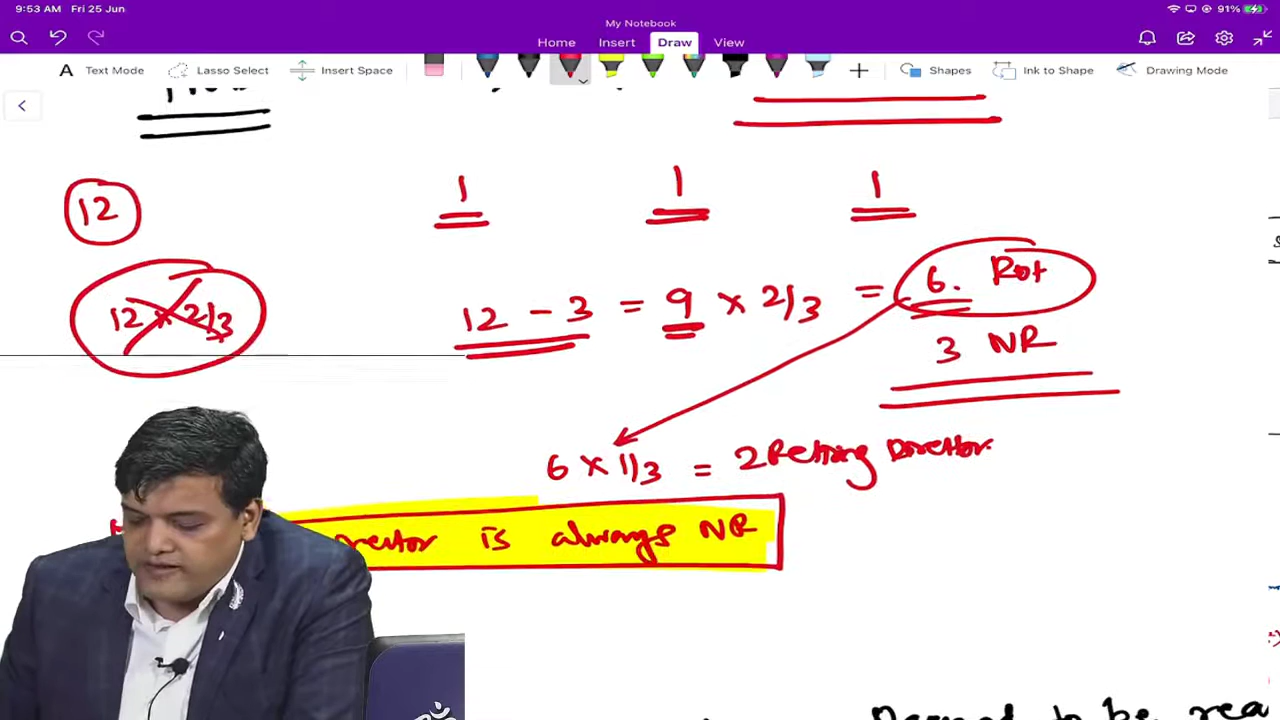 9:53 AM Fri 25 Jun
91%
My Notebook
Home Insert Draw View
A Text Mode Lasso Select Insert Space + Shapes Ink to Shape Drawing Mode
12 1 1 1
12 x 2/3
12 - 3 = 9 x 2/3 = 6. Rot
3 NR
6 x 1/3 = 2 Retiring Director.
is always NR
to be